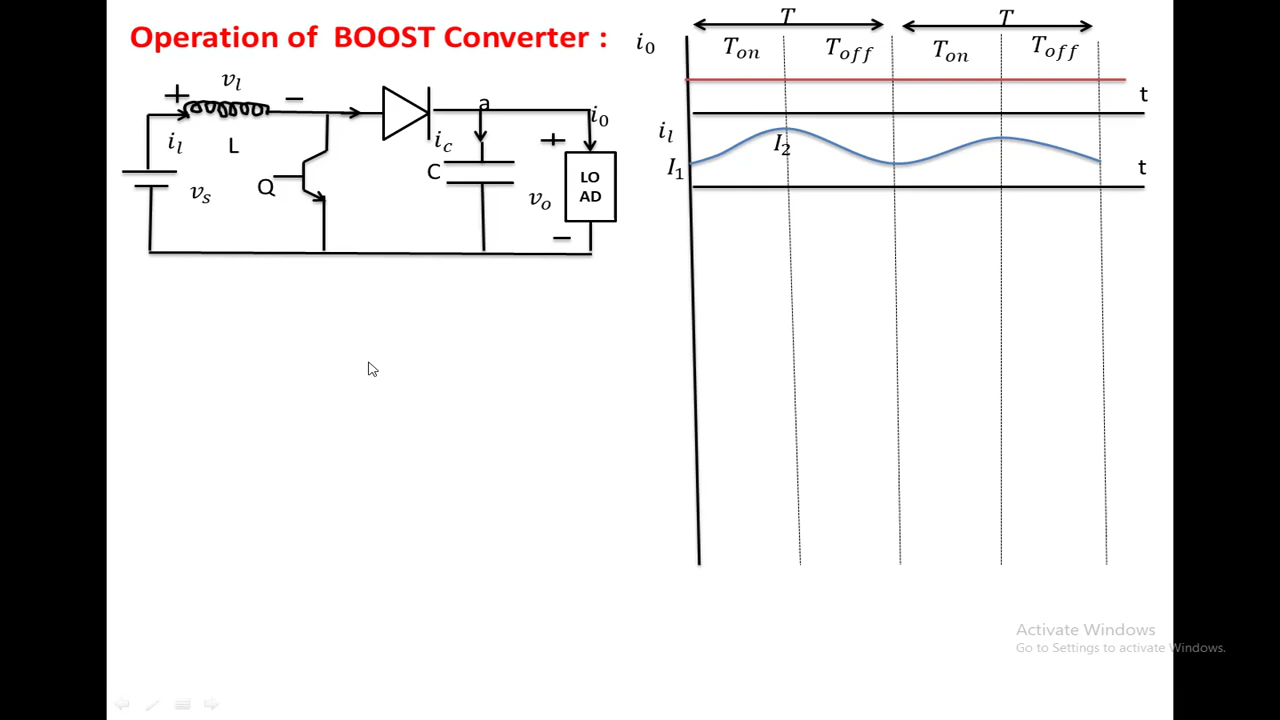 Operation of BOOST Converter :
+ v_l −
i_l L
v_s
Q
a
i_c
C
i_0
+
LO
AD
v_o
−
T T
i_0
T_on T_off T_on T_off
t
i_l
I_2
I_1
t
Activate Windows
Go to Settings to activate Windows.